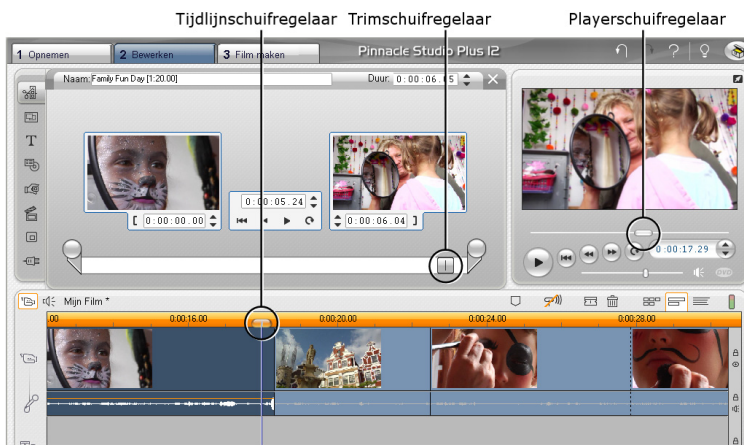 Tijdlijnschuifregelaar Trimschuifregelaar Playerschuifregelaar
1 Opnemen 2 Bewerken 3 Film maken Pinnacle Studio Plus 12
Naam: Family Fun Day [1:20.00] Duur: 0:00:06.05
T
0:00:05.24
[ 0:00:00.00 0:00:06.04 ]
0:00:17.29
Mijn Film *
.00 0:00:16.00 0:00:20.00 0:00:24.00 0:00:28.00